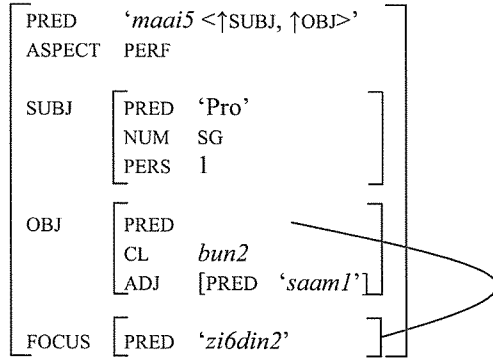 PRED ‘maai5 <↑SUBJ, ↑OBJ>’
ASPECT PERF
SUBJ PRED ‘Pro’
NUM SG
PERS 1
OBJ PRED
CL bun2
ADJ [PRED ‘saam1’]
FOCUS PRED ‘zi6din2’